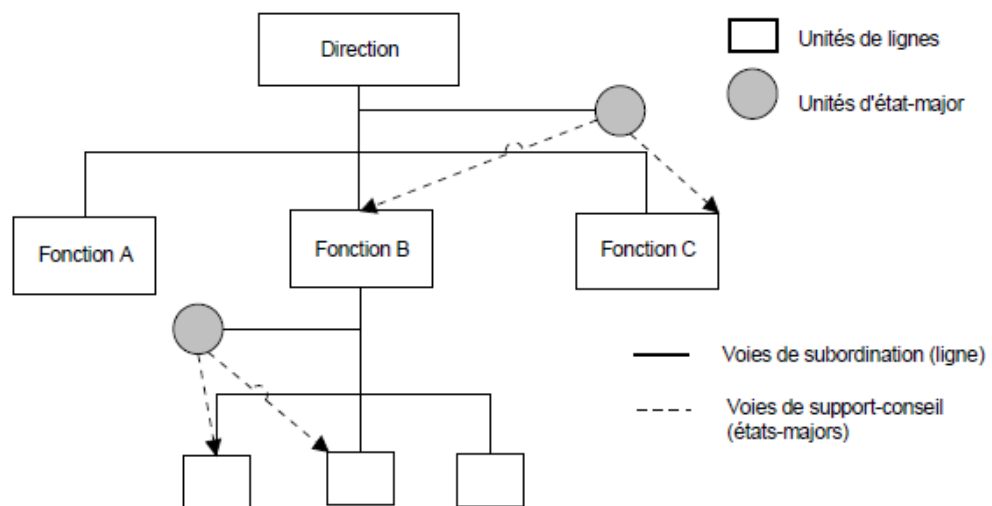 Direction
Unités de lignes
Unités d'état-major
Fonction A
Fonction B
Fonction C
Voies de subordination (ligne)
Voies de support-conseil
(états-majors)